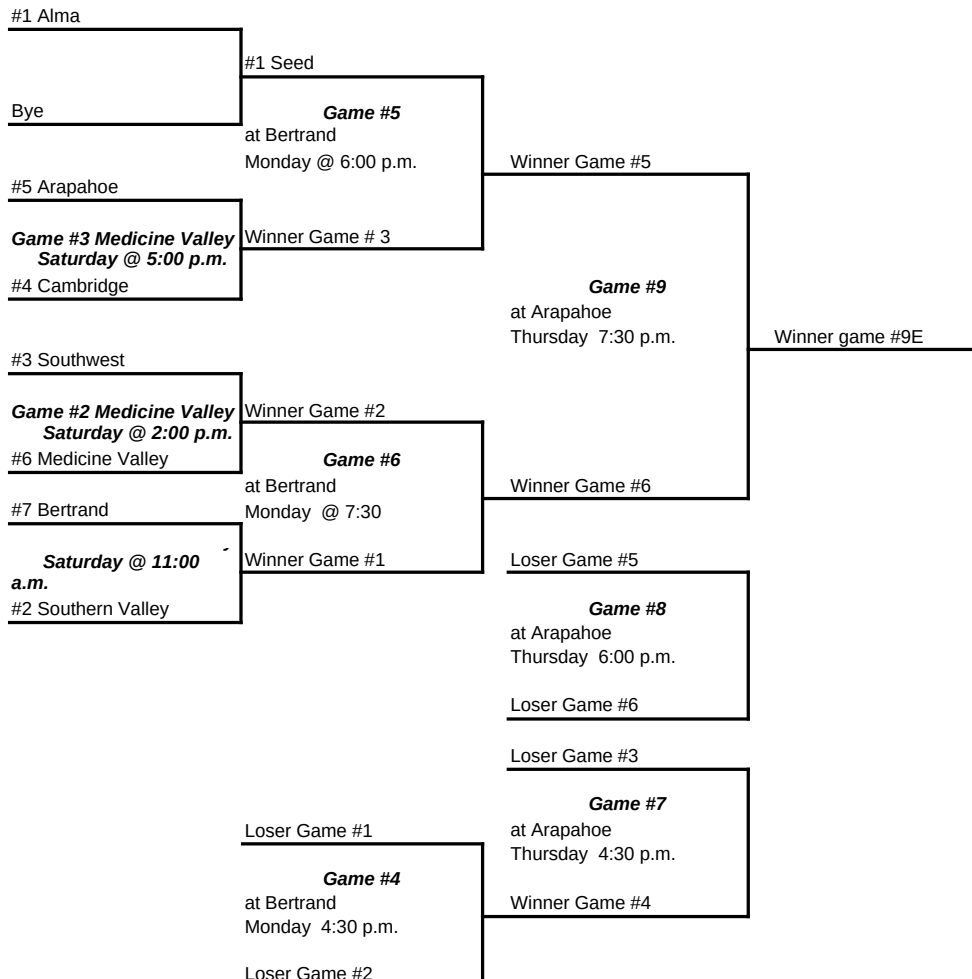 #1 Alma
#1 Seed
Bye
Game #5
at Bertrand
Monday @ 6:00 p.m.
Winner Game #5
#5 Arapahoe
Game #3 Medicine Valley
Saturday @ 5:00 p.m.
Winner Game # 3
#4 Cambridge
Game #9
at Arapahoe
Thursday 7:30 p.m.
Winner game #9E
#3 Southwest
Game #2 Medicine Valley
Saturday @ 2:00 p.m.
Winner Game #2
#6 Medicine Valley
Game #6
at Bertrand
Monday @ 7:30
Winner Game #6
#7 Bertrand
Saturday @ 11:00
a.m.
Winner Game #1
#2 Southern Valley
Loser Game #5
Game #8
at Arapahoe
Thursday 6:00 p.m.
Loser Game #6
Loser Game #3
Game #7
at Arapahoe
Thursday 4:30 p.m.
Loser Game #1
Game #4
at Bertrand
Monday 4:30 p.m.
Winner Game #4
Loser Game #2